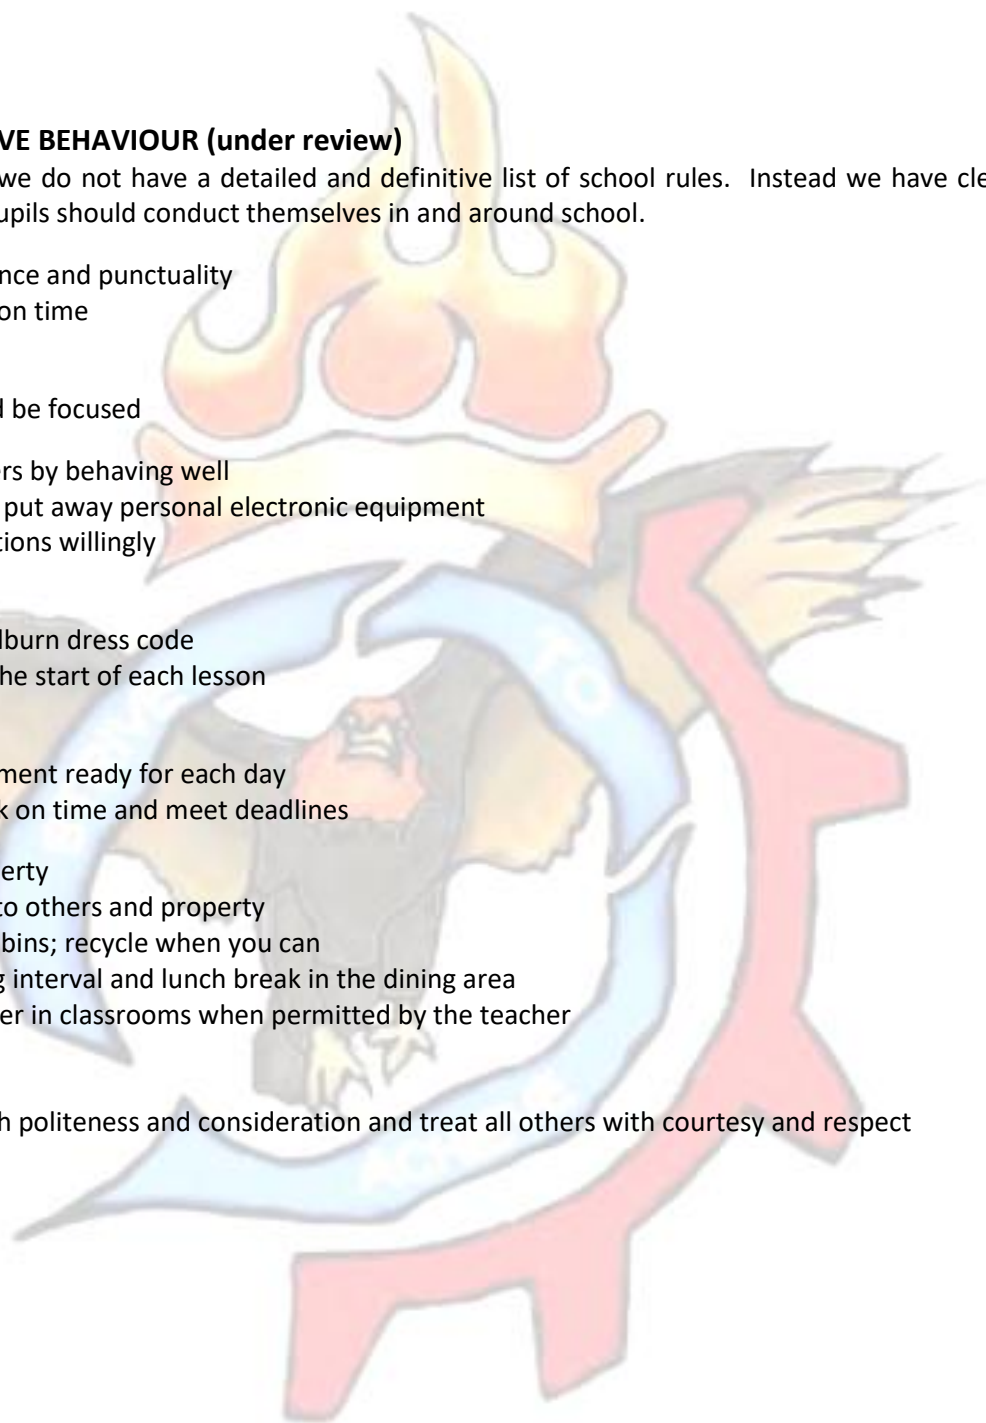 VE BEHAVIOUR (under review)
we do not have a detailed and definitive list of school rules.  Instead we have cle
upils should conduct themselves in and around school.
nce and punctuality
on time
d be focused
ers by behaving well
put away personal electronic equipment
tions willingly
lburn dress code
he start of each lesson
TO
ment ready for each day
k on time and meet deadlines
erty
to others and property
bins; recycle when you can
g interval and lunch break in the dining area
er in classrooms when permitted by the teacher
h politeness and consideration and treat all others with courtesy and respect